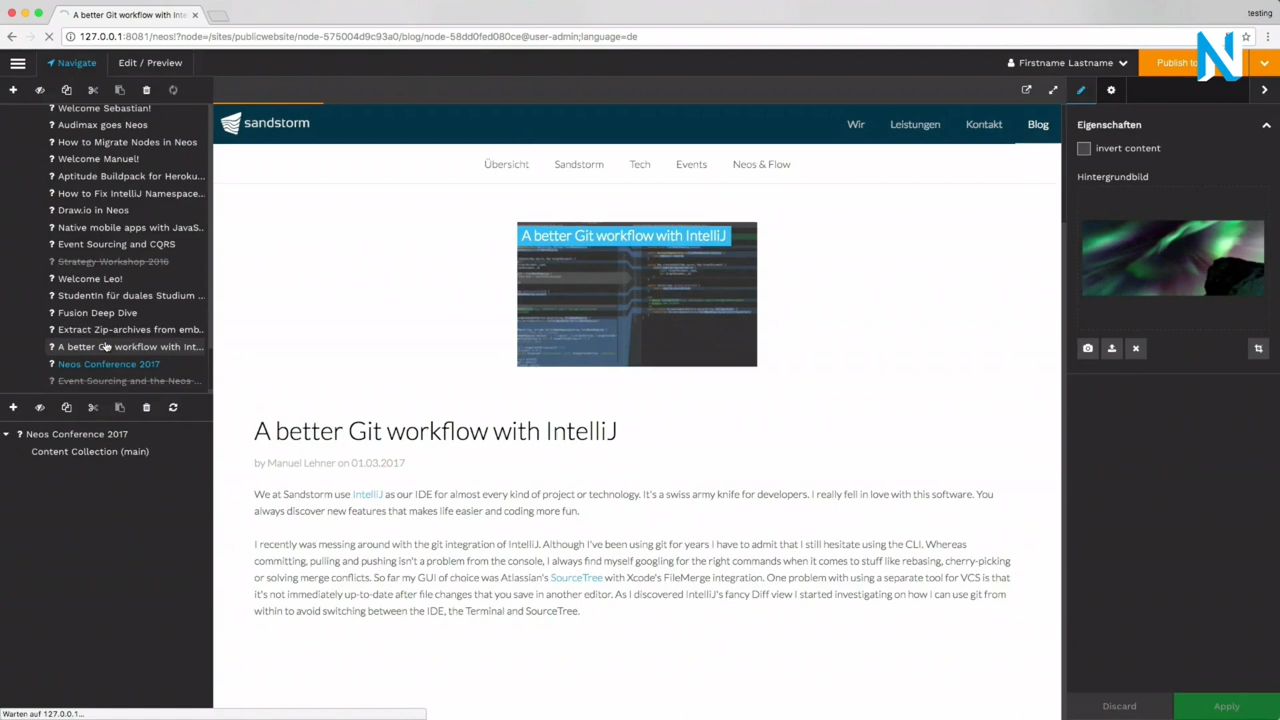 A better Git workflow with Inte
testing
127.0.0.1:8081/neos!?node=/sites/publicwebsite/node-575004d9c93a0/blog/node-58dd0fed080ce@user-admin;language=de
Navigate
Edit / Preview
Firstname Lastname
Publish to
Welcome Sebastian!
Audimax goes Neos
How to Migrate Nodes in Neos
Welcome Manuel!
Aptitude Buildpack for Heroku...
How to Fix IntelliJ Namespace...
Draw.io in Neos
Native mobile apps with JavaS...
Event Sourcing and CQRS
Strategy Workshop 2016
Welcome Leo!
StudentIn für duales Studium ...
Fusion Deep Dive
Extract Zip-archives from emb...
A better Git workflow with Int...
Neos Conference 2017
Event Sourcing and the Neos ...
Neos Conference 2017
Content Collection (main)
Warten auf 127.0.0.1...
sandstorm
Wir
Leistungen
Kontakt
Blog
Übersicht
Sandstorm
Tech
Events
Neos & Flow
A better Git workflow with IntelliJ
A better Git workflow with IntelliJ
by Manuel Lehner on 01.03.2017
We at Sandstorm use IntelliJ as our IDE for almost every kind of project or technology. It's a swiss army knife for developers. I really fell in love with this software. You
always discover new features that makes life easier and coding more fun.
I recently was messing around with the git integration of IntelliJ. Although I've been using git for years I have to admit that I still hesitate using the CLI. Whereas
committing, pulling and pushing isn't a problem from the console, I always find myself googling for the right commands when it comes to stuff like rebasing, cherry-picking
or solving merge conflicts. So far my GUI of choice was Atlassian's SourceTree with Xcode's FileMerge integration. One problem with using a separate tool for VCS is that
it's not immediately up-to-date after file changes that you save in another editor. As I discovered IntelliJ's fancy Diff view I started investigating on how I can use git from
within to avoid switching between the IDE, the Terminal and SourceTree.
Eigenschaften
invert content
Hintergrundbild
Discard
Apply